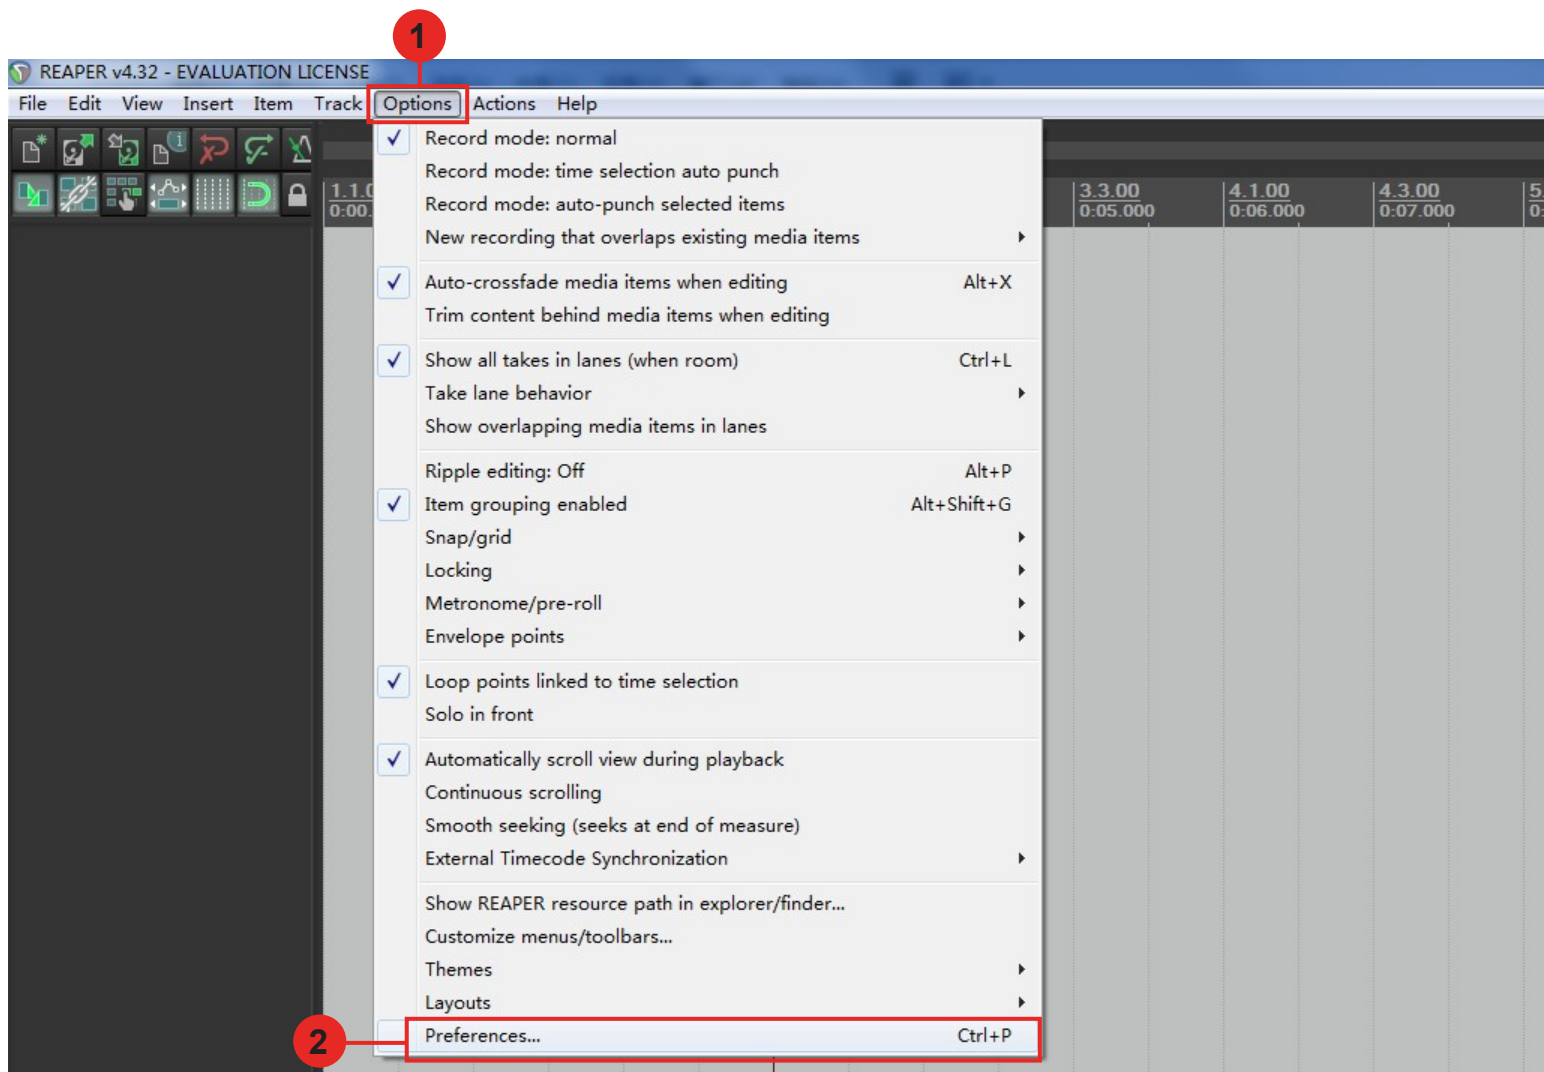 1
REAPER v4.32 - EVALUATION LICENSE
File Edit View Insert Item Track Options Actions Help
Record mode: normal
Record mode: time selection auto punch
Record mode: auto-punch selected items
New recording that overlaps existing media items
1.1.0 3.3.00 4.1.00 4.3.00 5.
0:00. 0:05.000 0:06.000 0:07.000 0:
Auto-crossfade media items when editing Alt+X
Trim content behind media items when editing
Show all takes in lanes (when room) Ctrl+L
Take lane behavior
Show overlapping media items in lanes
Ripple editing: Off Alt+P
Item grouping enabled Alt+Shift+G
Snap/grid
Locking
Metronome/pre-roll
Envelope points
Loop points linked to time selection
Solo in front
Automatically scroll view during playback
Continuous scrolling
Smooth seeking (seeks at end of measure)
External Timecode Synchronization
Show REAPER resource path in explorer/finder...
Customize menus/toolbars...
Themes
Layouts
2
Preferences... Ctrl+P